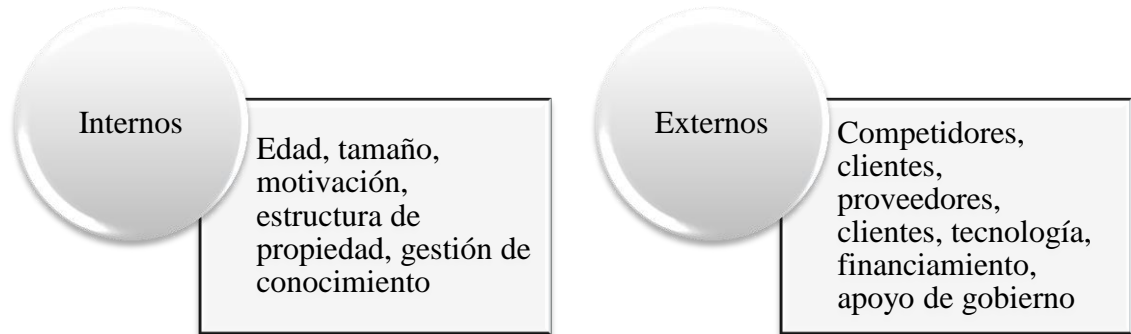 Internos
Edad, tamaño,
motivación,
estructura de
propiedad, gestión de
conocimiento
Externos
Competidores,
clientes,
proveedores,
clientes, tecnología,
financiamiento,
apoyo de gobierno